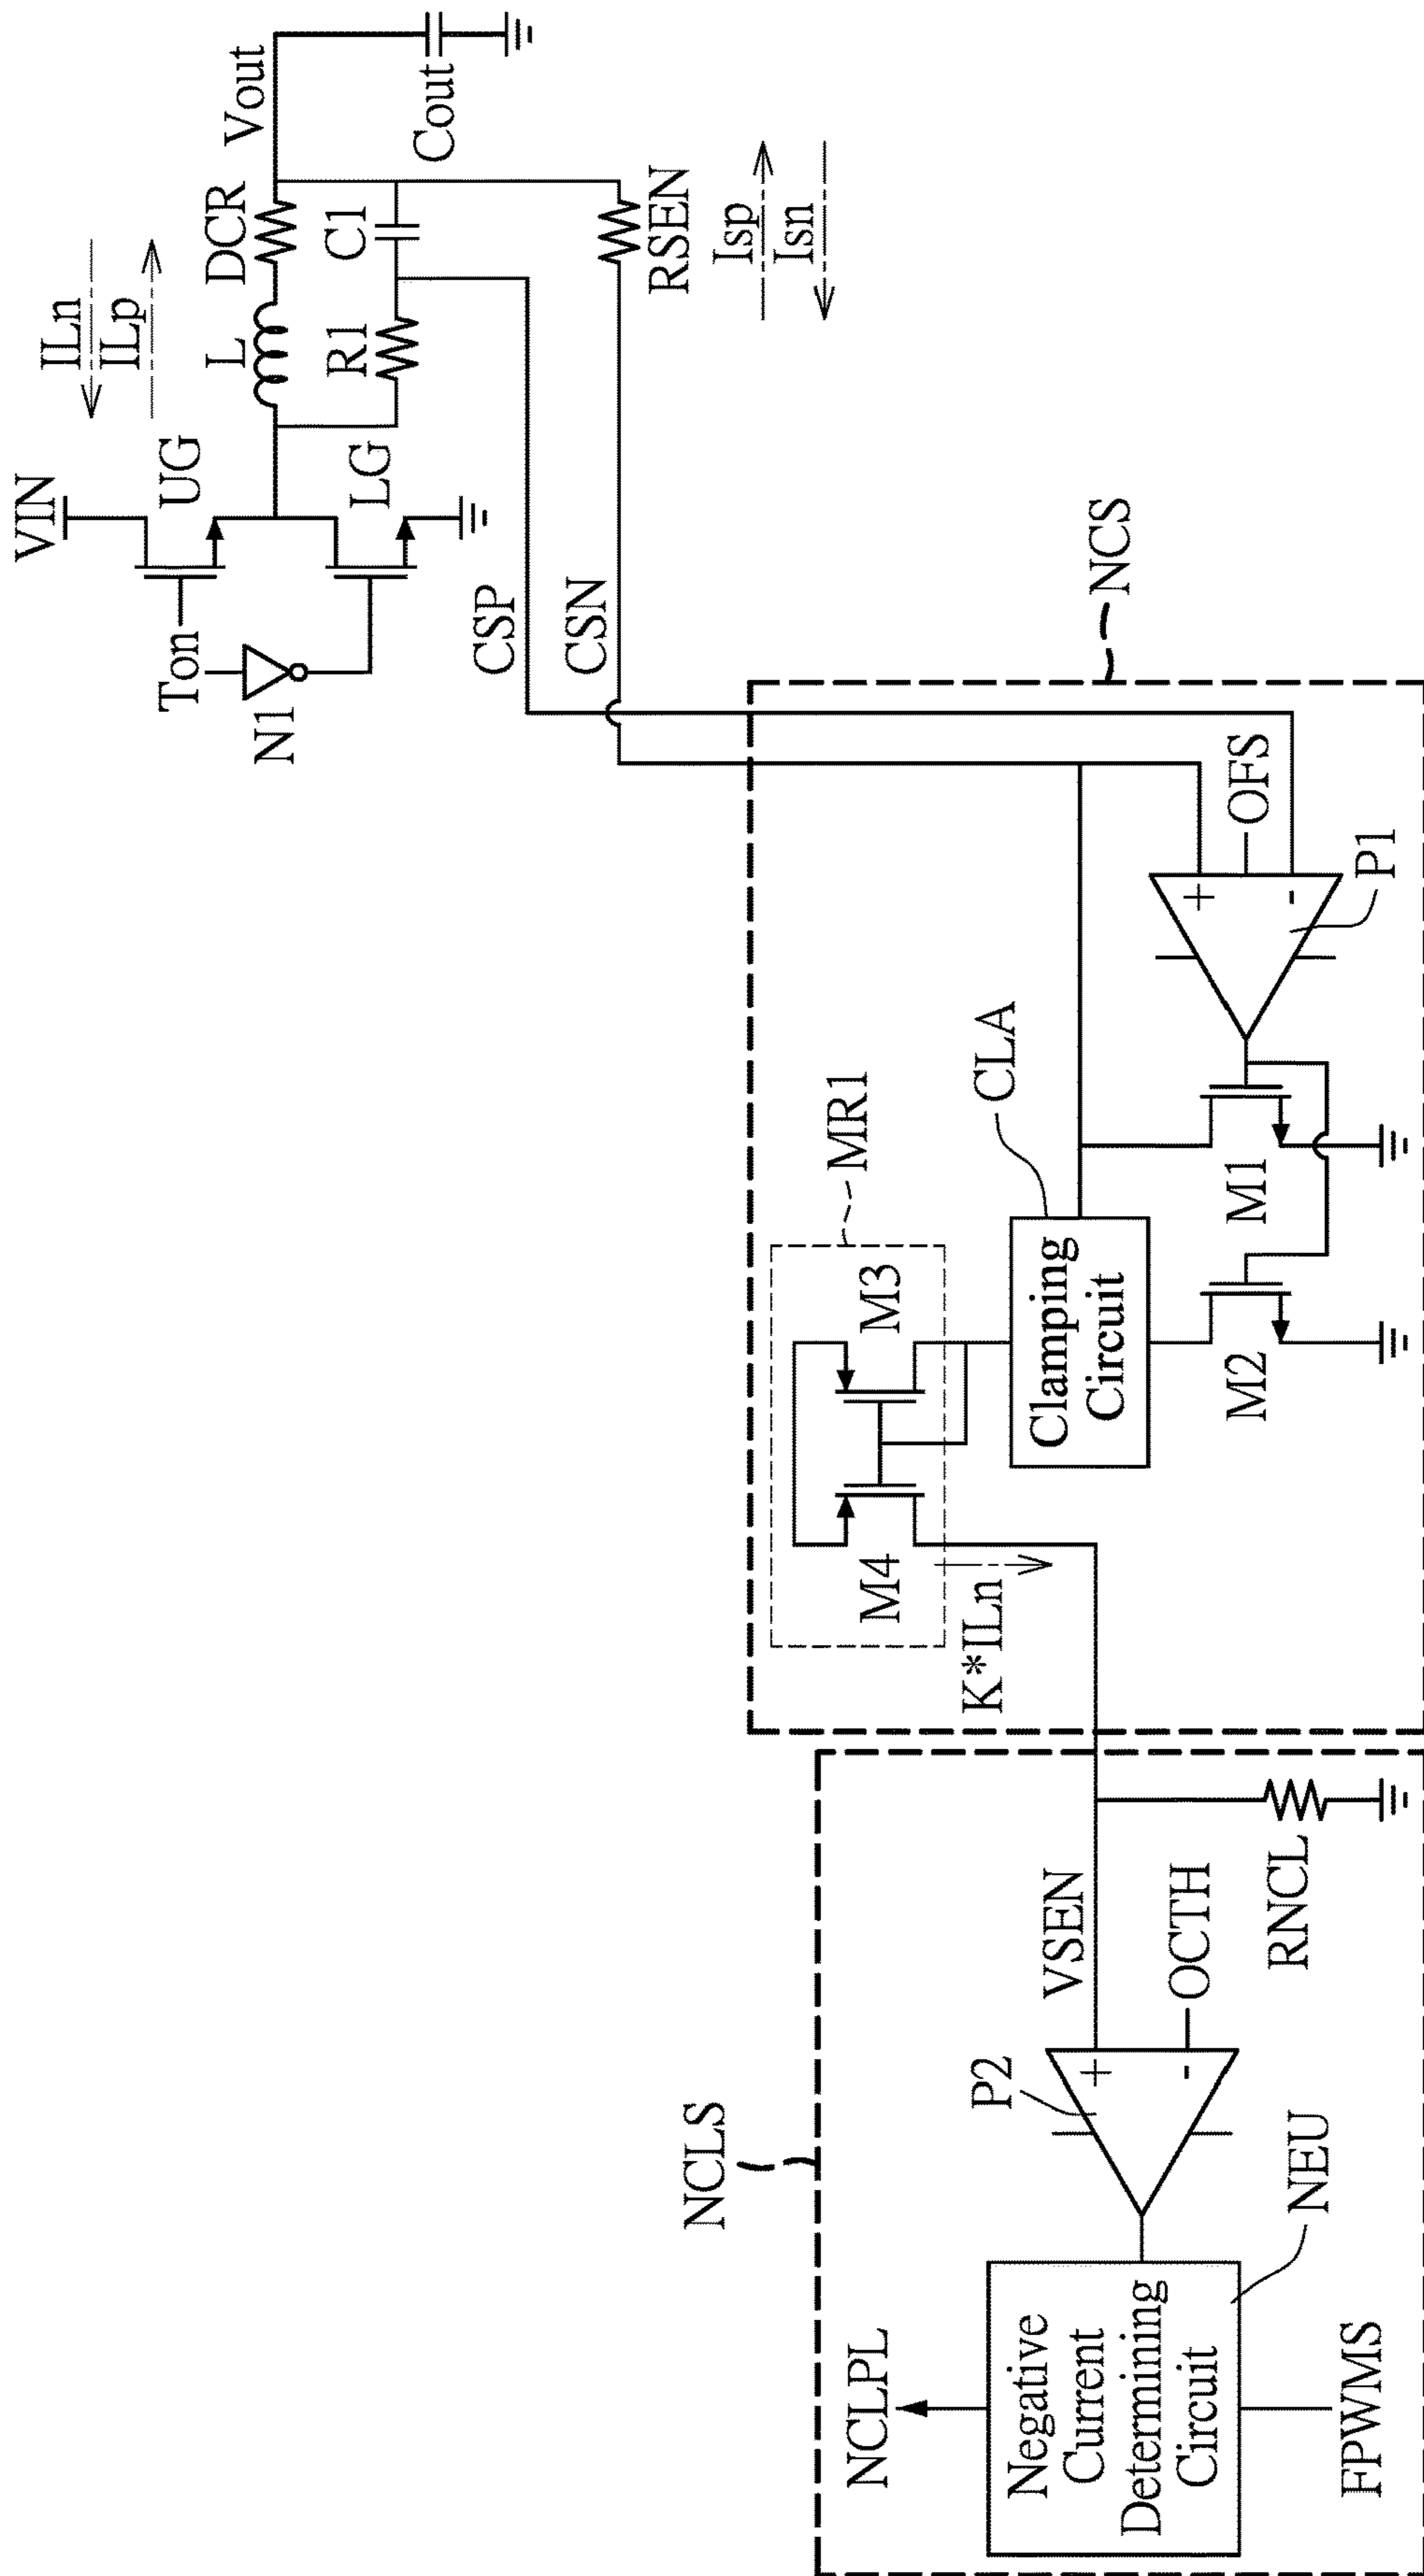 VIN
UG
LG
Ton
N1
ILn
ILp
L
DCR
R1
C1
Vout
Cout
CSP
CSN
RSEN
Isp
Isn
NCS
OFS
+
-
P1
CLA
MR1
M3
M4
Clamping
Circuit
M1
M2
K*ILn
NCLS
VSEN
OCTH
RNCL
P2
+
-
NEU
NCLPL
Negative
Current
Determining
Circuit
FPWMS